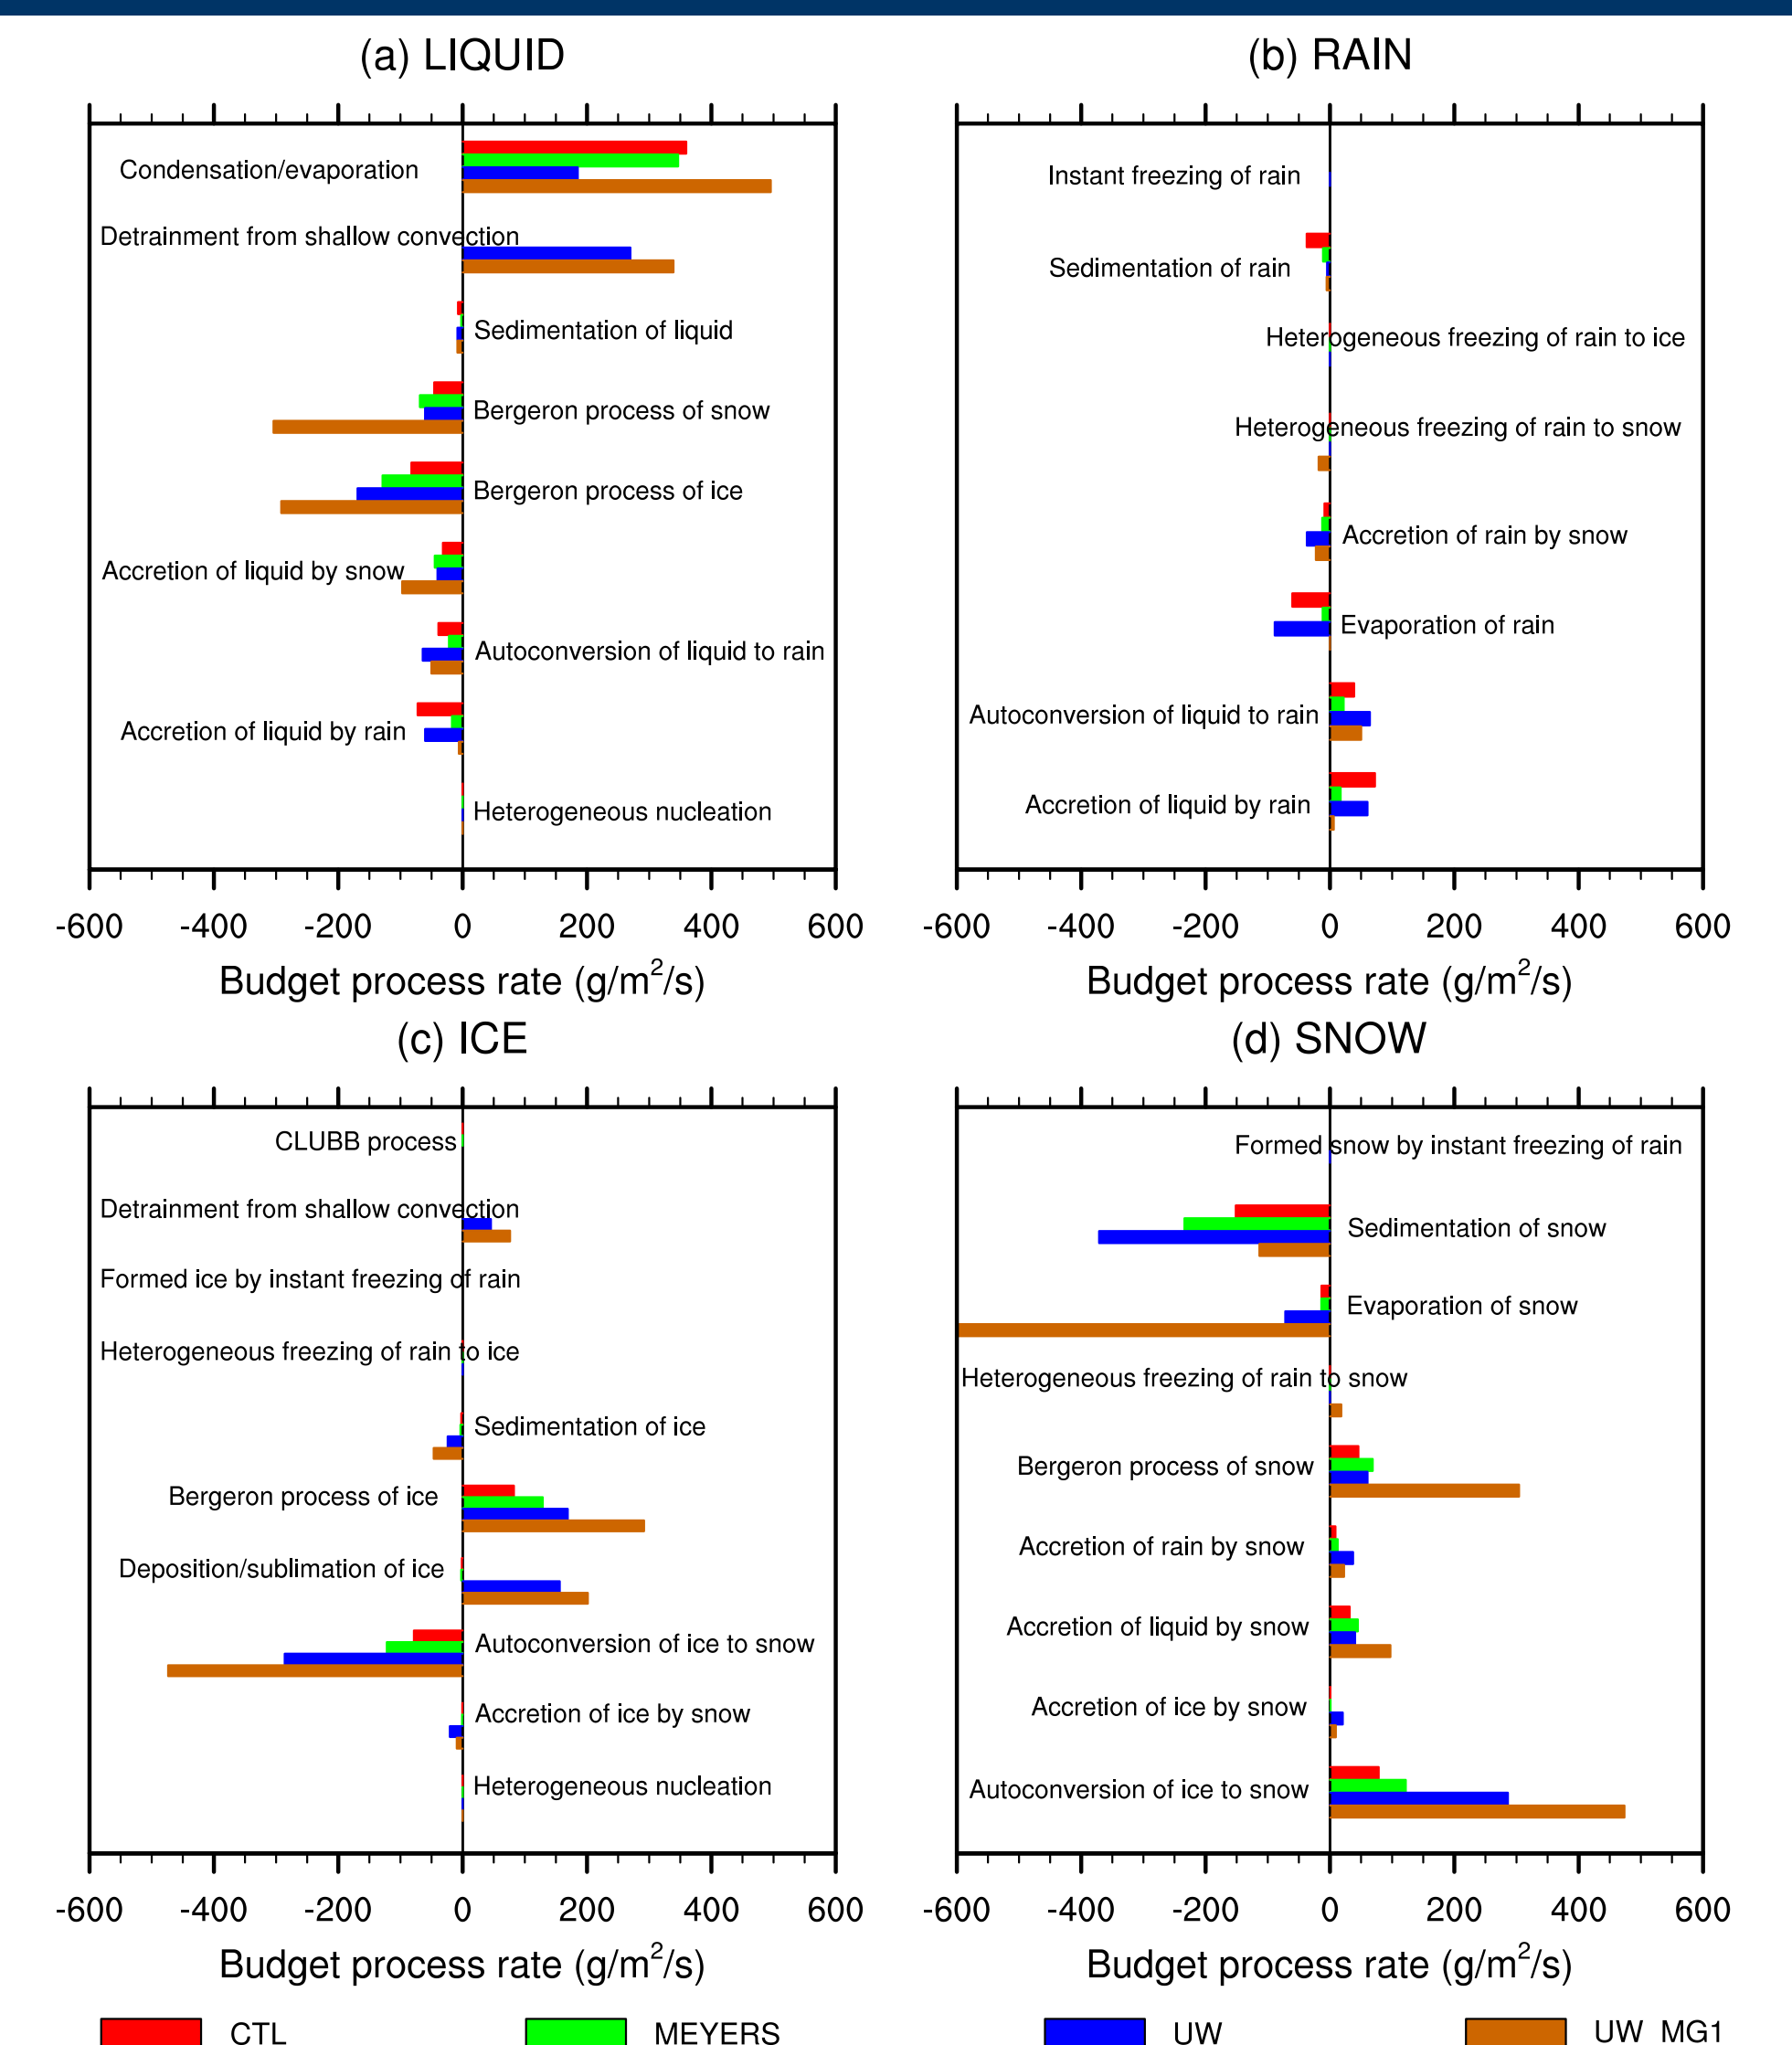 (a) LIQUID
Condensation/evaporation
Detrainment from shallow convection
Sedimentation of liquid
Bergeron process of snow
Bergeron process of ice
Accretion of liquid by snow
Autoconversion of liquid to rain
Accretion of liquid by rain
Heterogeneous nucleation
-600 -400 -200 0 200 400 600
Budget process rate (g/m²/s)
(b) RAIN
Instant freezing of rain
Sedimentation of rain
Heterogeneous freezing of rain to ice
Heterogeneous freezing of rain to snow
Accretion of rain by snow
Evaporation of rain
Autoconversion of liquid to rain
Accretion of liquid by rain
-600 -400 -200 0 200 400 600
Budget process rate (g/m²/s)
(c) ICE
CLUBB process
Detrainment from shallow convection
Formed ice by instant freezing of rain
Heterogeneous freezing of rain to ice
Sedimentation of ice
Bergeron process of ice
Deposition/sublimation of ice
Autoconversion of ice to snow
Accretion of ice by snow
Heterogeneous nucleation
-600 -400 -200 0 200 400 600
Budget process rate (g/m²/s)
(d) SNOW
Formed snow by instant freezing of rain
Sedimentation of snow
Evaporation of snow
Heterogeneous freezing of rain to snow
Bergeron process of snow
Accretion of rain by snow
Accretion of liquid by snow
Accretion of ice by snow
Autoconversion of ice to snow
-600 -400 -200 0 200 400 600
Budget process rate (g/m²/s)
CTL MEYERS UW UW MG1